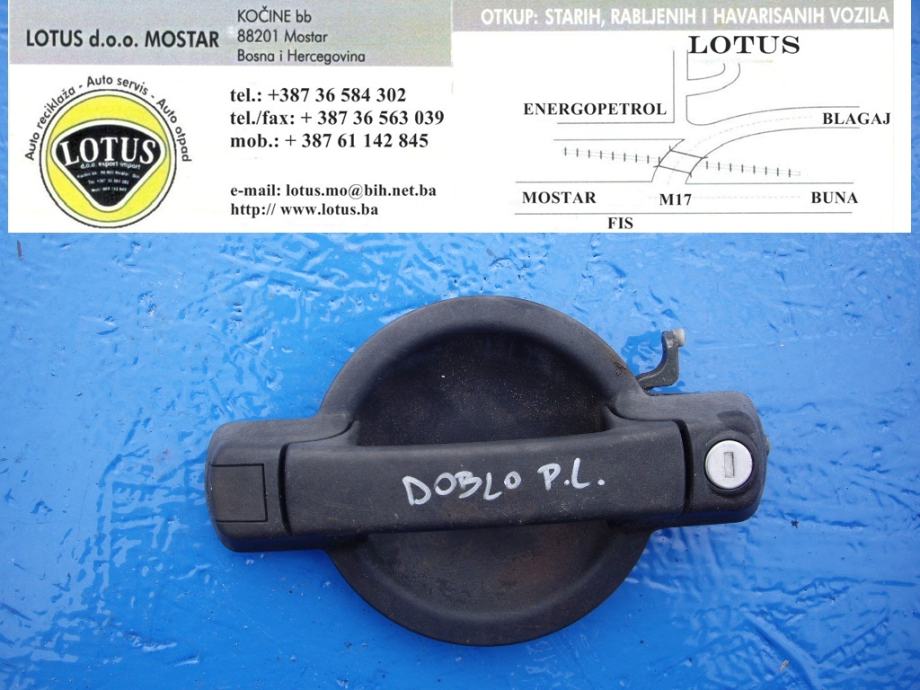 LOTUS d.o.o. MOSTAR
KOČINE bb
88201 Mostar
Bosna i Hercegovina
Auto reciklaža - Auto servis - Auto otpad
LOTUS
d.o.o. export-import
tel.: +387 36 584 302
tel./fax: + 387 36 563 039
mob.: + 387 61 142 845
e-mail: lotus.mo@bih.net.ba
http:// www.lotus.ba
OTKUP: STARIH, RABLJENIH I HAVARISANIH VOZILA
LOTUS
ENERGOPETROL
BLAGAJ
MOSTAR
M17
BUNA
FIS
DOBLO P.L.